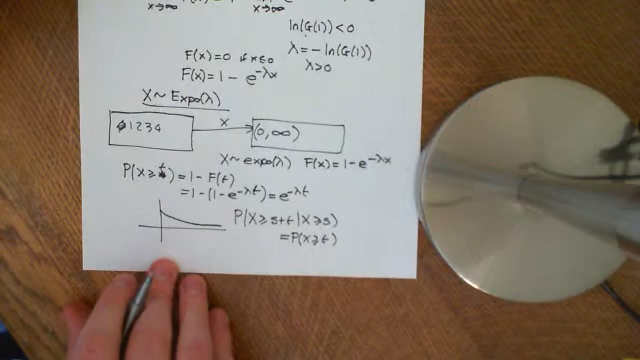 x→∞ x→∞
ln(G(1))<0
F(x)=0 if x≤0 λ=-ln(G(1))
F(x)=1-e^-λx λ>0
X~Expo(λ)
1234 X (0,∞)
X~expo(λ) F(x)=1-e^-λx
P(X≥t)=1-F(t)
=1-(1-e^-λt)=e^-λt
P(X≥s+t|X≥s)
=P(X≥t)